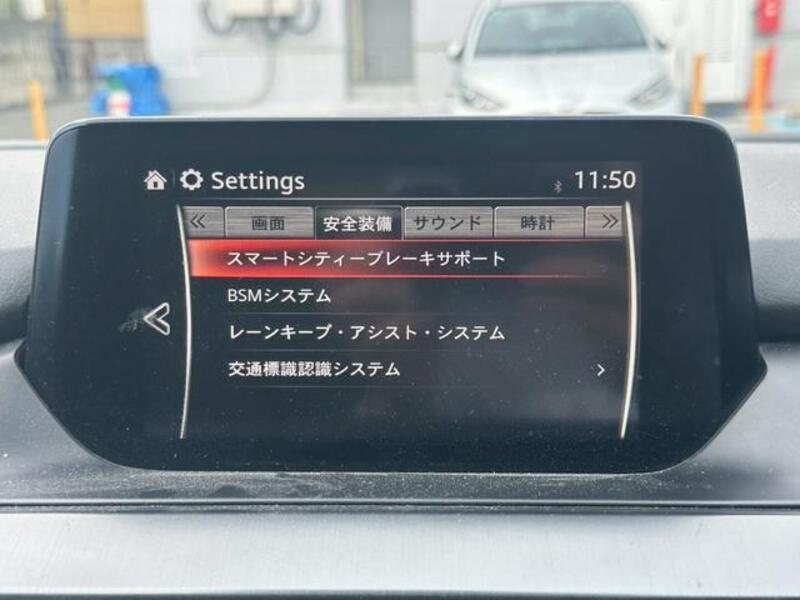 Settings 11:50
画面 安全装備 サウンド 時計
スマートシティーブレーキサポート
BSMシステム
レーンキープ・アシスト・システム
交通標識認識システム